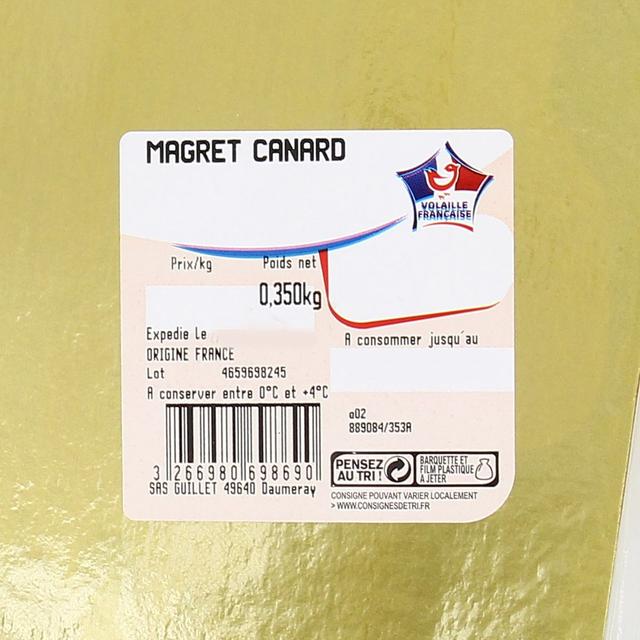 MAGRET CANARD
VOLAILLE
FRANÇAISE
Prix/kg Poids net
0,350kg
Expedie Le
ORIGINE FRANCE
Lot 4659698245
A conserver entre 0°C et +4°C
A consommer jusqu'au
a02
889084/353A
3 266980 698690
SAS GUILLET 49640 Daumeray
PENSEZ
AU TRI !
BARQUETTE ET
FILM PLASTIQUE
A JETER
CONSIGNE POUVANT VARIER LOCALEMENT
> WWW.CONSIGNESDETRI.FR